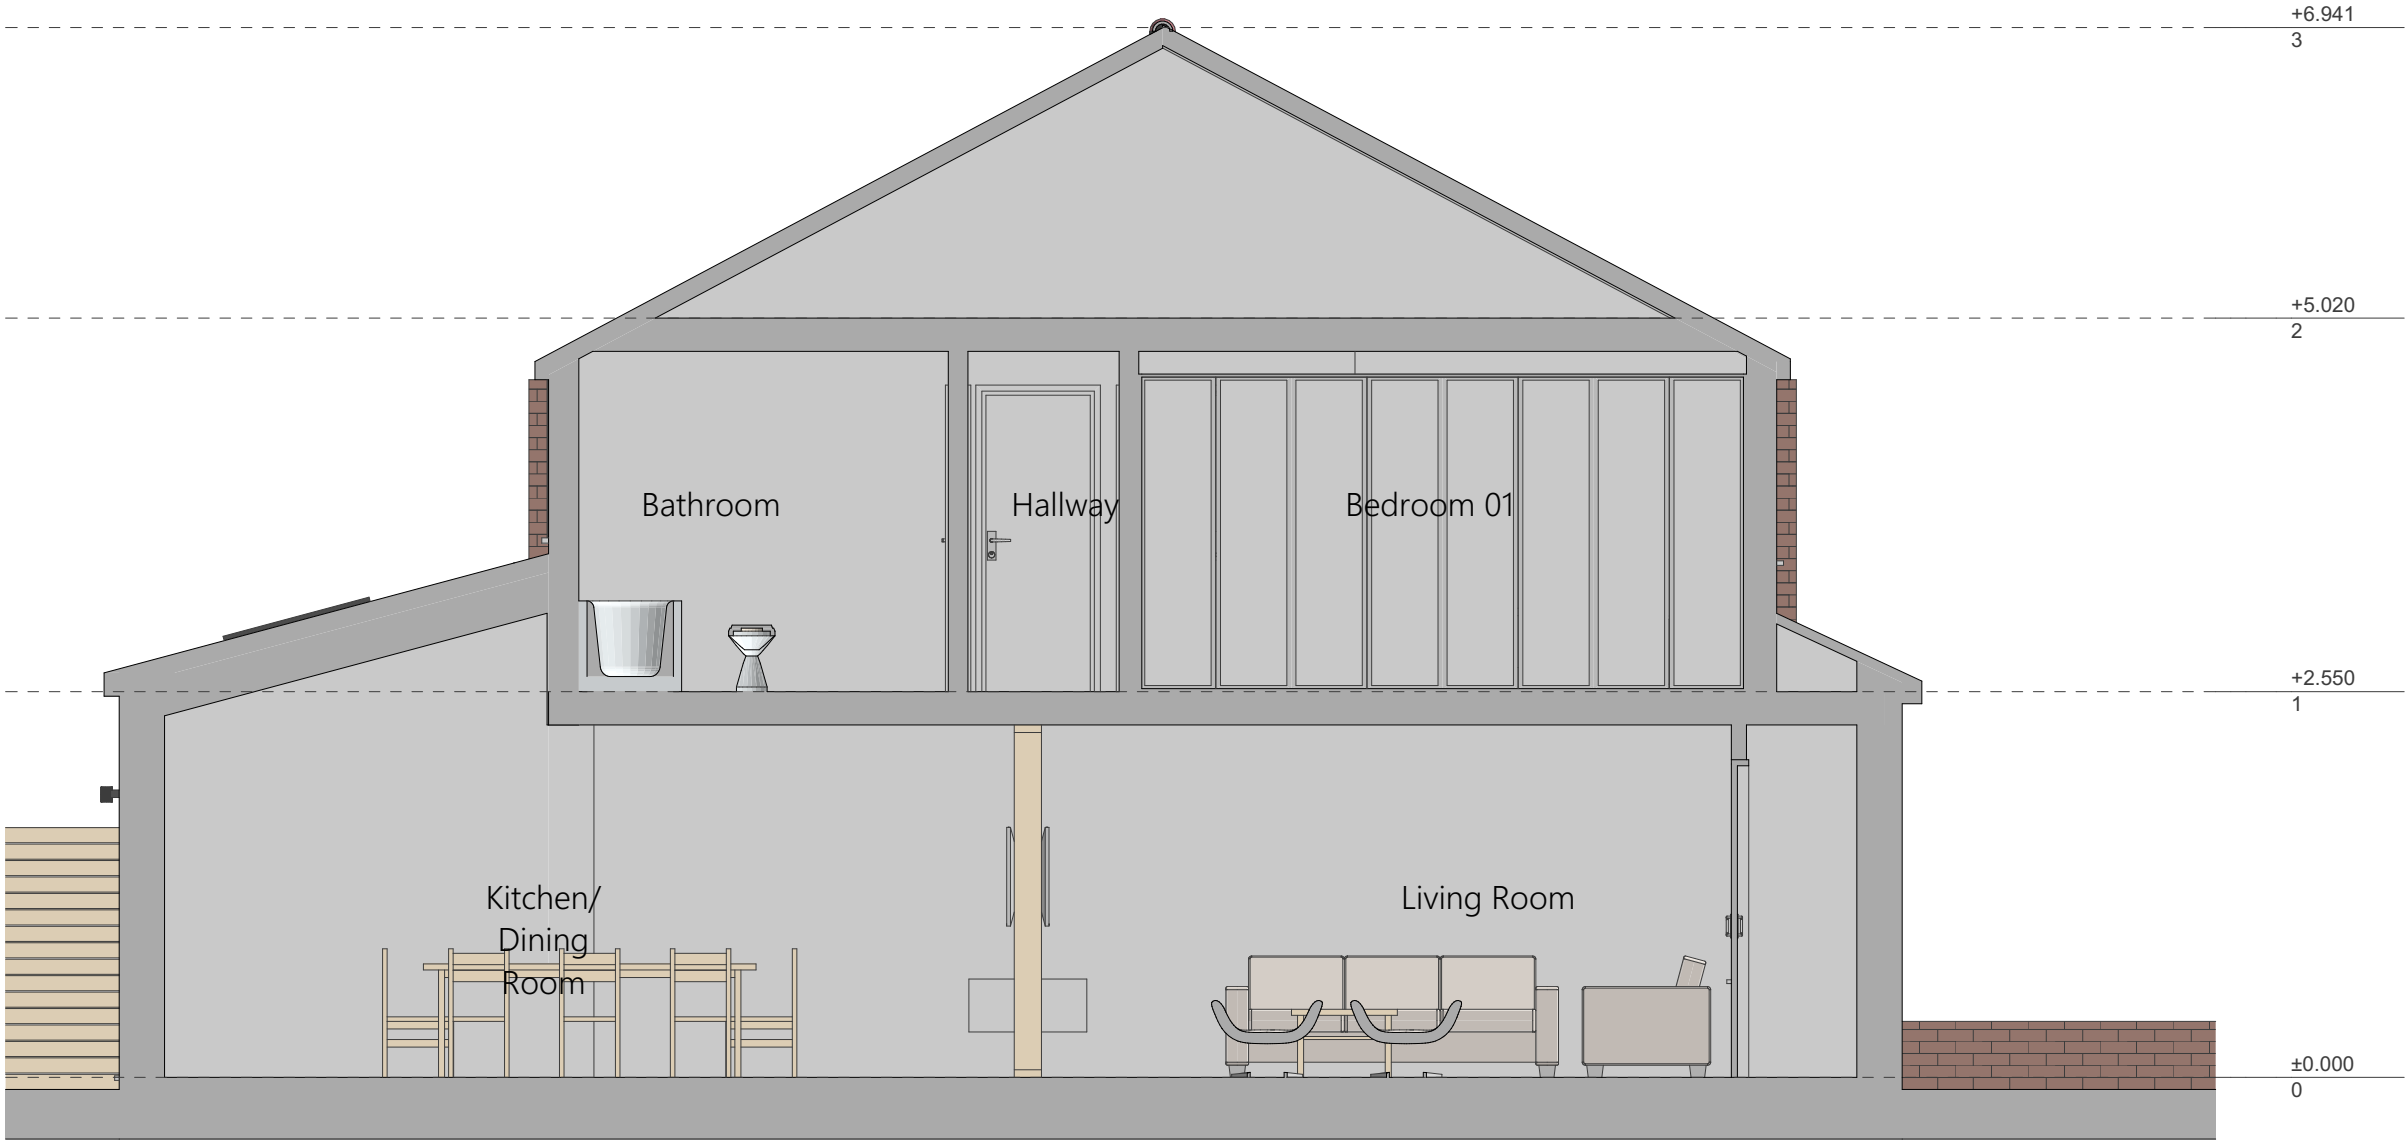 +6.941
3
+5.020
2
Bathroom
Hallway
Bedroom 01
+2.550
1
Kitchen/
Dining
Room
Living Room
±0.000
0